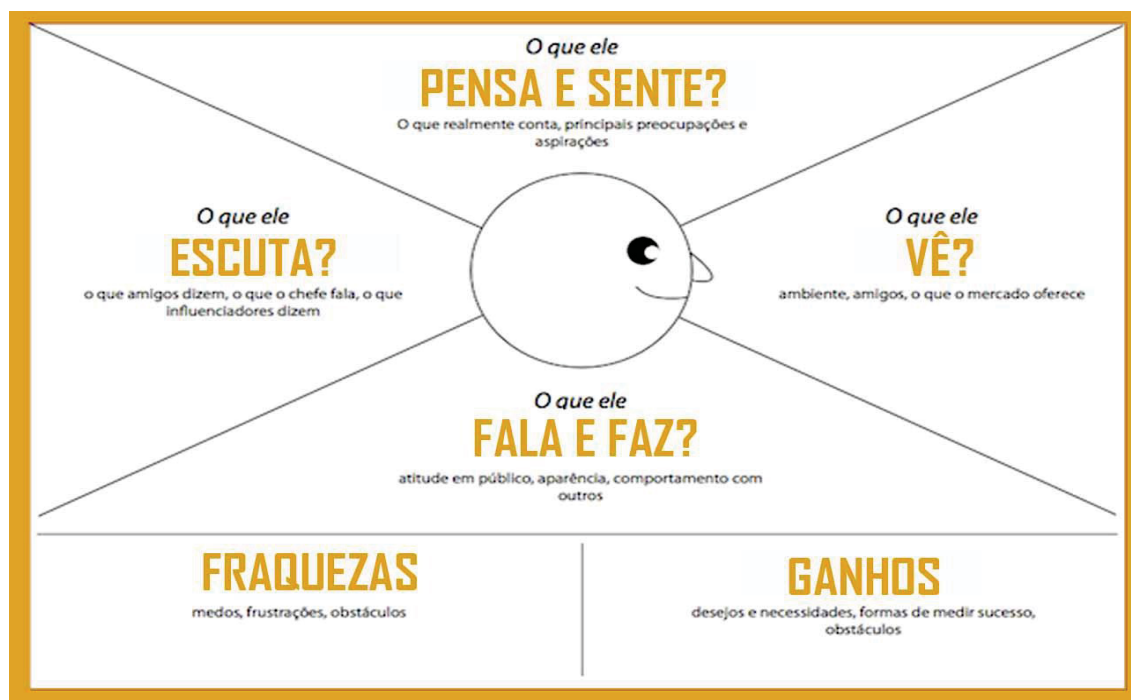 O que ele
PENSA E SENTE?
O que realmente conta, principais preocupações e
aspirações
O que ele
ESCUTA?
o que amigos dizem, o que o chefe fala, o que
influenciadores dizem
O que ele
VÊ?
ambiente, amigos, o que o mercado oferece
O que ele
FALA E FAZ?
atitude em público, aparência, comportamento com
outros
FRAQUEZAS
medos, frustrações, obstáculos
GANHOS
desejos e necessidades, formas de medir sucesso,
obstáculos